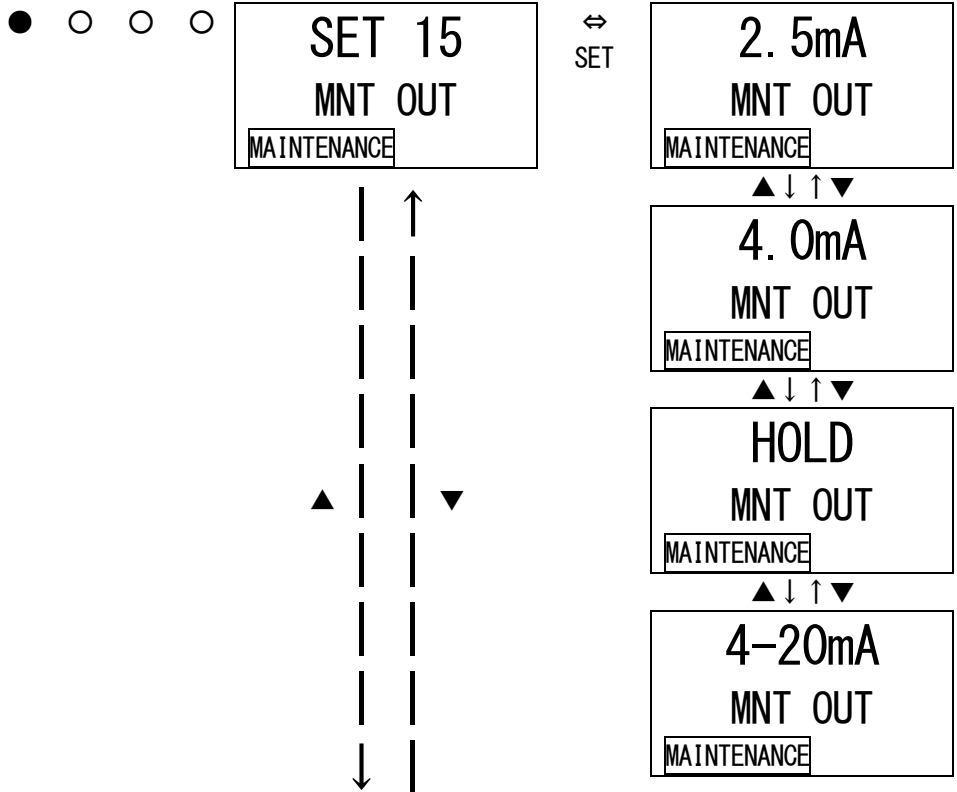 ● ○ ○ ○
SET 15
MNT OUT
MAINTENANCE
⇔
SET
2.5mA
MNT OUT
MAINTENANCE
▲↓↑▼
4.0mA
MNT OUT
MAINTENANCE
▲↓↑▼
HOLD
MNT OUT
MAINTENANCE
▲↓↑▼
4-20mA
MNT OUT
MAINTENANCE
▲ ▼